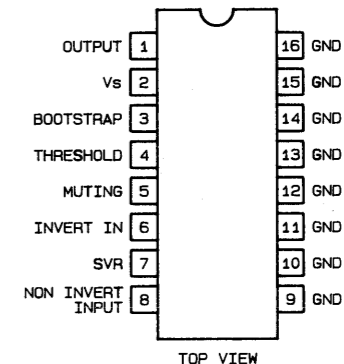 OUTPUT 1 16 GND
Vs 2 15 GND
BOOTSTRAP 3 14 GND
THRESHOLD 4 13 GND
MUTING 5 12 GND
INVERT IN 6 11 GND
SVR 7 10 GND
NON INVERT
INPUT 8 9 GND
TOP VIEW